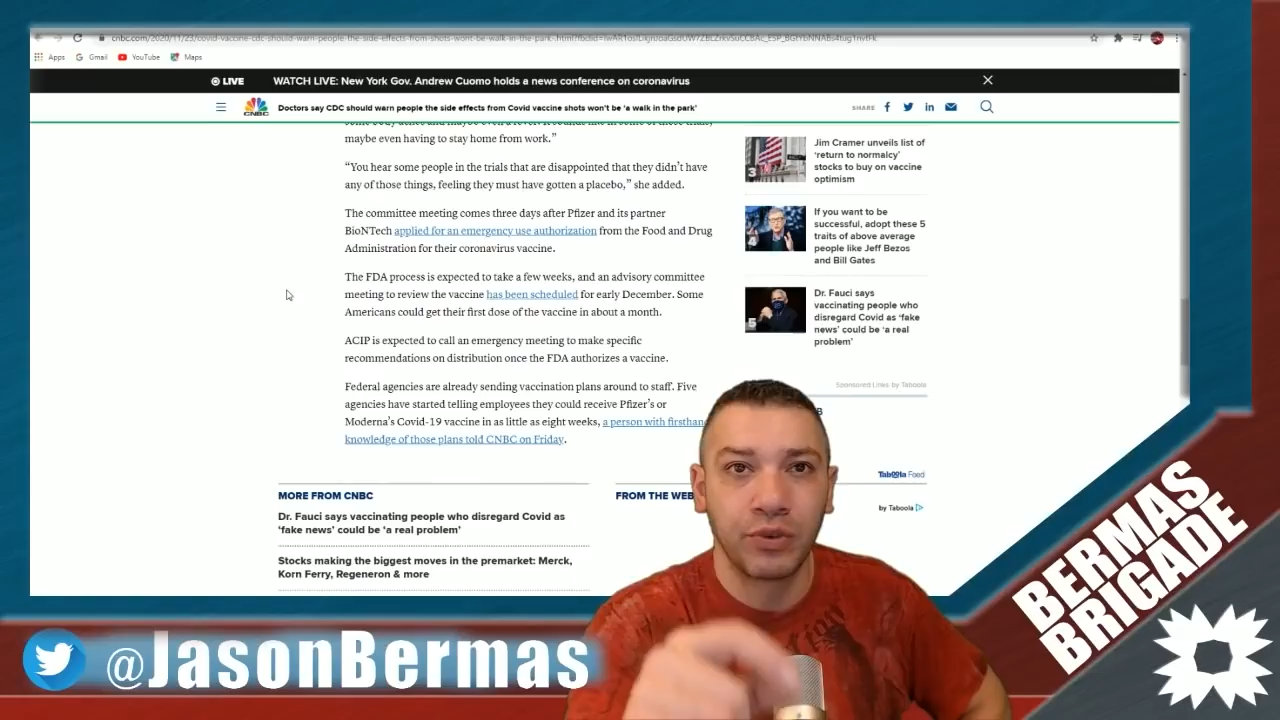 Apps
Gmail
YouTube
Maps
LIVE
WATCH LIVE: New York Gov. Andrew Cuomo holds a news conference on coronavirus
CNBC
Doctors say CDC should warn people the side effects from Covid vaccine shots won't be 'a walk in the park'
SHARE
maybe even having to stay home from work.”
“You hear some people in the trials that are disappointed that they didn’t have
any of those things, feeling they must have gotten a placebo,” she added.
The committee meeting comes three days after Pfizer and its partner
BioNTech applied for an emergency use authorization from the Food and Drug
Administration for their coronavirus vaccine.
The FDA process is expected to take a few weeks, and an advisory committee
meeting to review the vaccine has been scheduled for early December. Some
Americans could get their first dose of the vaccine in about a month.
ACIP is expected to call an emergency meeting to make specific
recommendations on distribution once the FDA authorizes a vaccine.
Federal agencies are already sending vaccination plans around to staff. Five
agencies have started telling employees they could receive Pfizer’s or
Moderna’s Covid-19 vaccine in as little as eight weeks, a person with firsthan
knowledge of those plans told CNBC on Friday.
3
Jim Cramer unveils list of
‘return to normalcy’
stocks to buy on vaccine
optimism
4
If you want to be
successful, adopt these 5
traits of above average
people like Jeff Bezos
and Bill Gates
5
Dr. Fauci says
vaccinating people who
disregard Covid as ‘fake
news’ could be ‘a real
problem’
Sponsored Links by Taboola
MORE FROM CNBC
Dr. Fauci says vaccinating people who disregard Covid as
‘fake news’ could be ‘a real problem’
Stocks making the biggest moves in the premarket: Merck,
Korn Ferry, Regeneron & more
FROM THE WEB
Taboola Feed
by Taboola
@JasonBermas
BERMAS
BRIGADE